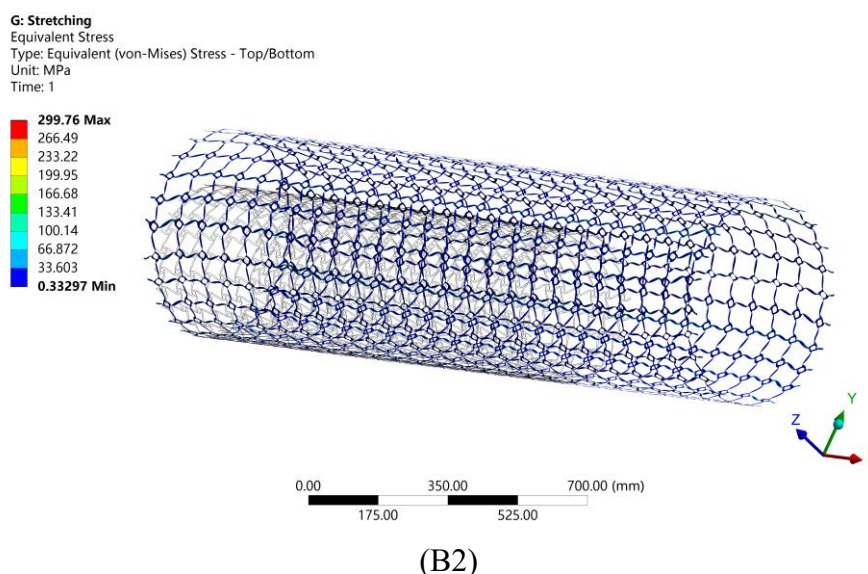 G: Stretching
Equivalent Stress
Type: Equivalent (von-Mises) Stress - Top/Bottom
Unit: MPa
Time: 1
299.76 Max
266.49
233.22
199.95
166.68
133.41
100.14
66.872
33.603
0.33297 Min
Y
Z
0.00 350.00 700.00 (mm)
175.00 525.00
(B2)